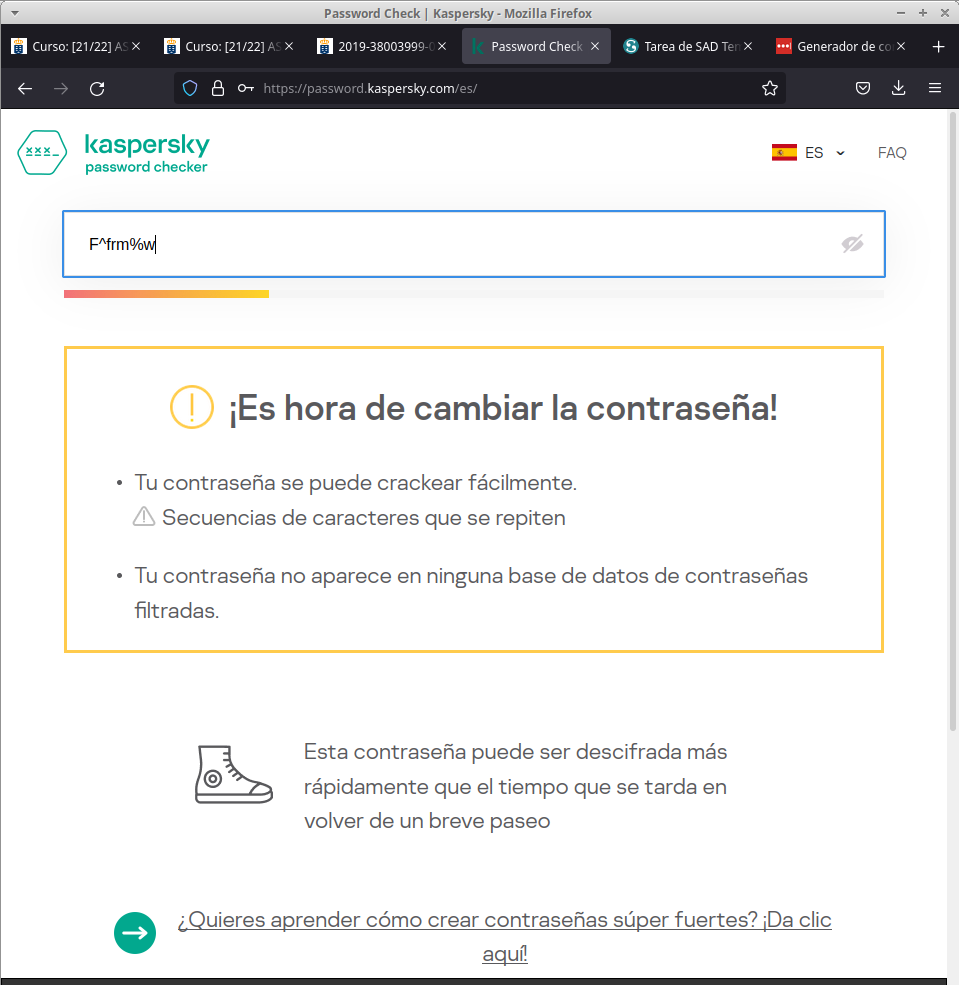 Password Check | Kaspersky - Mozilla Firefox
Curso: [21/22] AS
Curso: [21/22] AS
2019-38003999-0
Password Check
Tarea de SAD Ten
Generador de co
https://password.kaspersky.com/es/
kaspersky
password checker
ES
FAQ
F^frm%w
¡Es hora de cambiar la contraseña!
• Tu contraseña se puede crackear fácilmente.
Secuencias de caracteres que se repiten
• Tu contraseña no aparece en ninguna base de datos de contraseñas
filtradas.
Esta contraseña puede ser descifrada más
rápidamente que el tiempo que se tarda en
volver de un breve paseo
¿Quieres aprender cómo crear contraseñas súper fuertes? ¡Da clic
aquí!